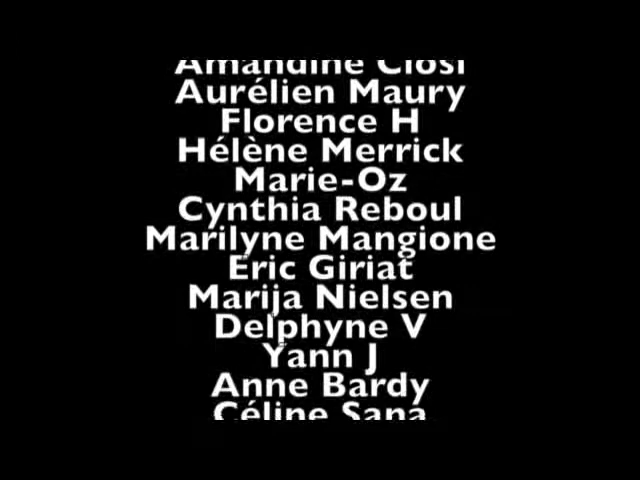 Amandine Closi
Aurélien Maury
Florence H
Hélène Merrick
Marie-Oz
Cynthia Reboul
Marilyne Mangione
Eric Giriat
Marija Nielsen
Delphyne V
Yann J
Anne Bardy
Céline Sana